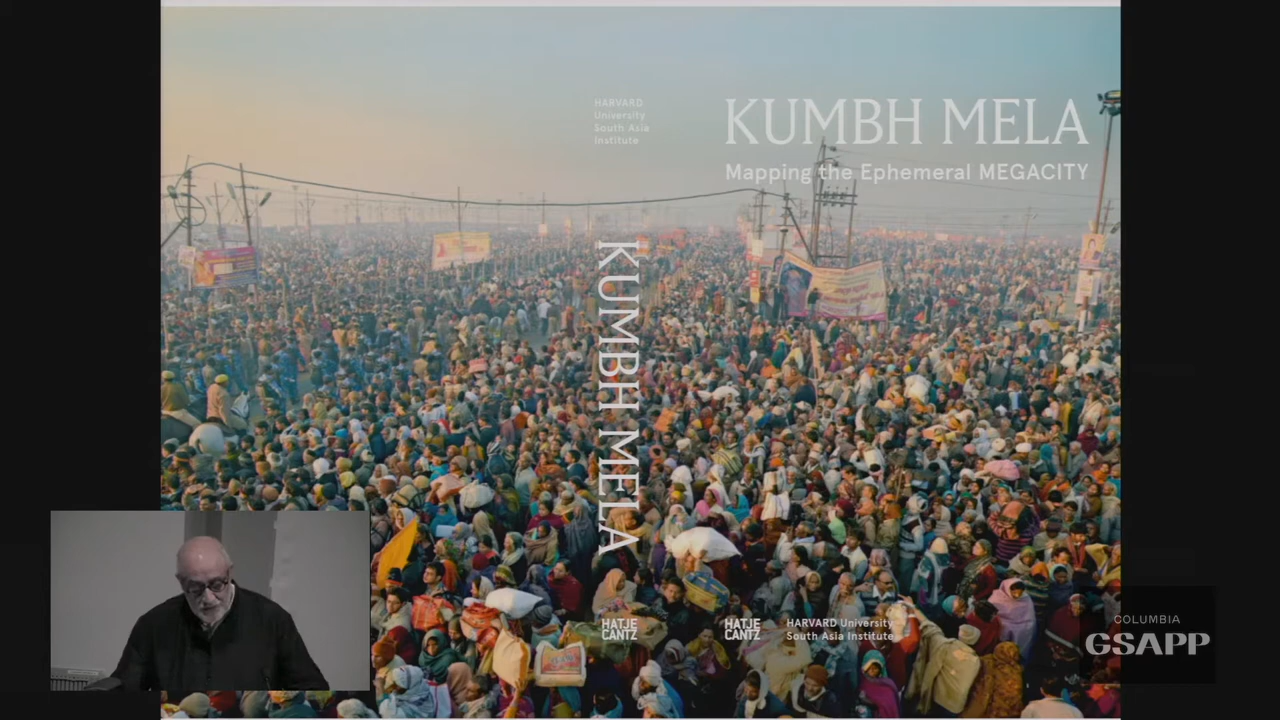 HARVARD
University
South Asia
Institute
KUMBH MELA
Mapping the Ephemeral MEGACITY
KUMBH MELA
HATJE
CANTZ
HATJE
CANTZ
HARVARD University
South Asia Institute
COLUMBIA
GSAPP